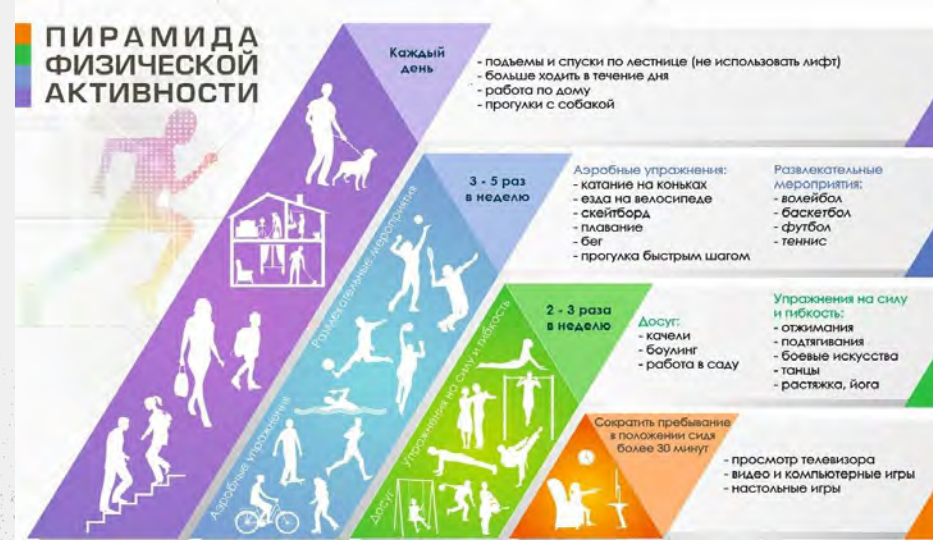 ПИРАМИДА
ФИЗИЧЕСКОЙ
АКТИВНОСТИ
Каждый
день
- подъемы и спуски по лестнице (не использовать лифт)
- больше ходить в течение дня
- работа по дому
- прогулки с собакой
3 - 5 раз
в неделю
Аэробные упражнения:
- катание на коньках
- езда на велосипеде
- скейтборд
- плавание
- бег
- прогулка быстрым шагом
Развлекательные
мероприятия:
- волейбол
- баскетбол
- футбол
- теннис
Аэробные упражнения
Развлекательные мероприятия
2 - 3 раза
в неделю
Досуг:
- качели
- боулинг
- работа в саду
Упражнения на силу
и гибкость:
- отжимания
- подтягивания
- боевые искусства
- танцы
- растяжка, йога
Досуг
Упражнения на силу и гибкость
Сократить пребывание
в положении сидя
более 30 минут
- просмотр телевизора
- видео и компьютерные игры
- настольные игры